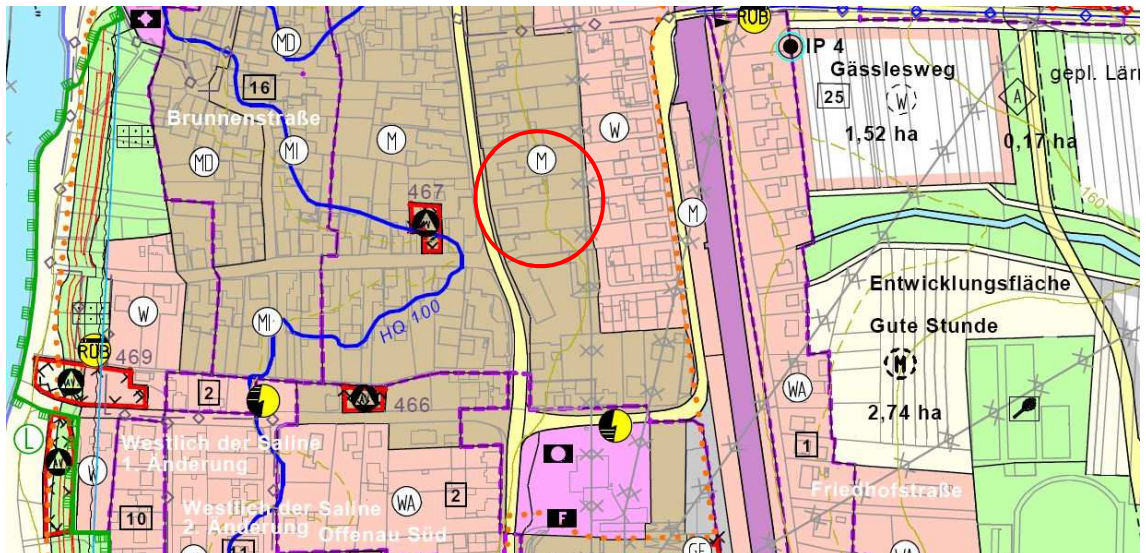 RÜB
IP 4
MD
Gässlesweg
gepl. Lärr
16
25
W
A
Brunnenstraße
M
W
1,52 ha
0,17 ha
MI
M
MD
467
M
160
Entwicklungsfläche
W
MI
HQ 100
Gute Stunde
M
RÜB
469
2
466
WA
2,74 ha
L
Westlich der Saline
1. Änderung
1
W
WA
2
Friedhofstraße
10
Westlich der Saline
2. Änderung
Offenau Süd
F
11
GE
WA